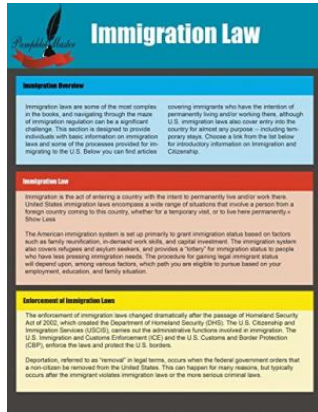 Pamphlet Master
Immigration Law
Immigration Overview
Immigration laws are some of the most complex
in the books, and navigating through the maze
of immigration regulation can be a significant
challenge. This section is designed to provide
individuals with basic information on immigration
laws and some of the processes provided for im-
migrating to the U.S. Below you can find articles
covering immigrants who have the intention of
permanently living and/or working there, although
U.S. immigration laws also cover entry into the
country for almost any purpose – including tem-
porary stays. Choose a link from the list below
for introductory information on Immigration and
Citizenship.
Immigration Law
Immigration is the act of entering a country with the intent to permanently live and/or work there.
United States immigration laws encompass a wide range of situations that involve a person from a
foreign country coming to this country, whether for a temporary visit, or to live here permanently.«
Show Less
The American immigration system is set up primarily to grant immigration status based on factors
such as family reunification, in-demand work skills, and capital investment. The immigration system
also covers refugees and asylum seekers, and provides a "lottery" for immigration status to people
who have less pressing immigration needs. The procedure for gaining legal immigrant status
will depend upon, among various factors, which path you are eligible to pursue based on your
employment, education, and family situation.
Enforcement of Immigration Laws
The enforcement of immigration laws changed dramatically after the passage of Homeland Security
Act of 2002, which created the Department of Homeland Security (DHS). The U.S. Citizenship and
Immigration Services (USCIS), carries out the administrative functions involved in immigration. The
U.S. Immigration and Customs Enforcement (ICE) and the U.S. Customs and Border Protection
(CBP), enforce the laws and protect the U.S. borders.
Deportation, referred to as "removal" in legal terms, occurs when the federal government orders that
a non-citizen be removed from the United States. This can happen for many reasons, but typically
occurs after the immigrant violates immigration laws or the more serious criminal laws.